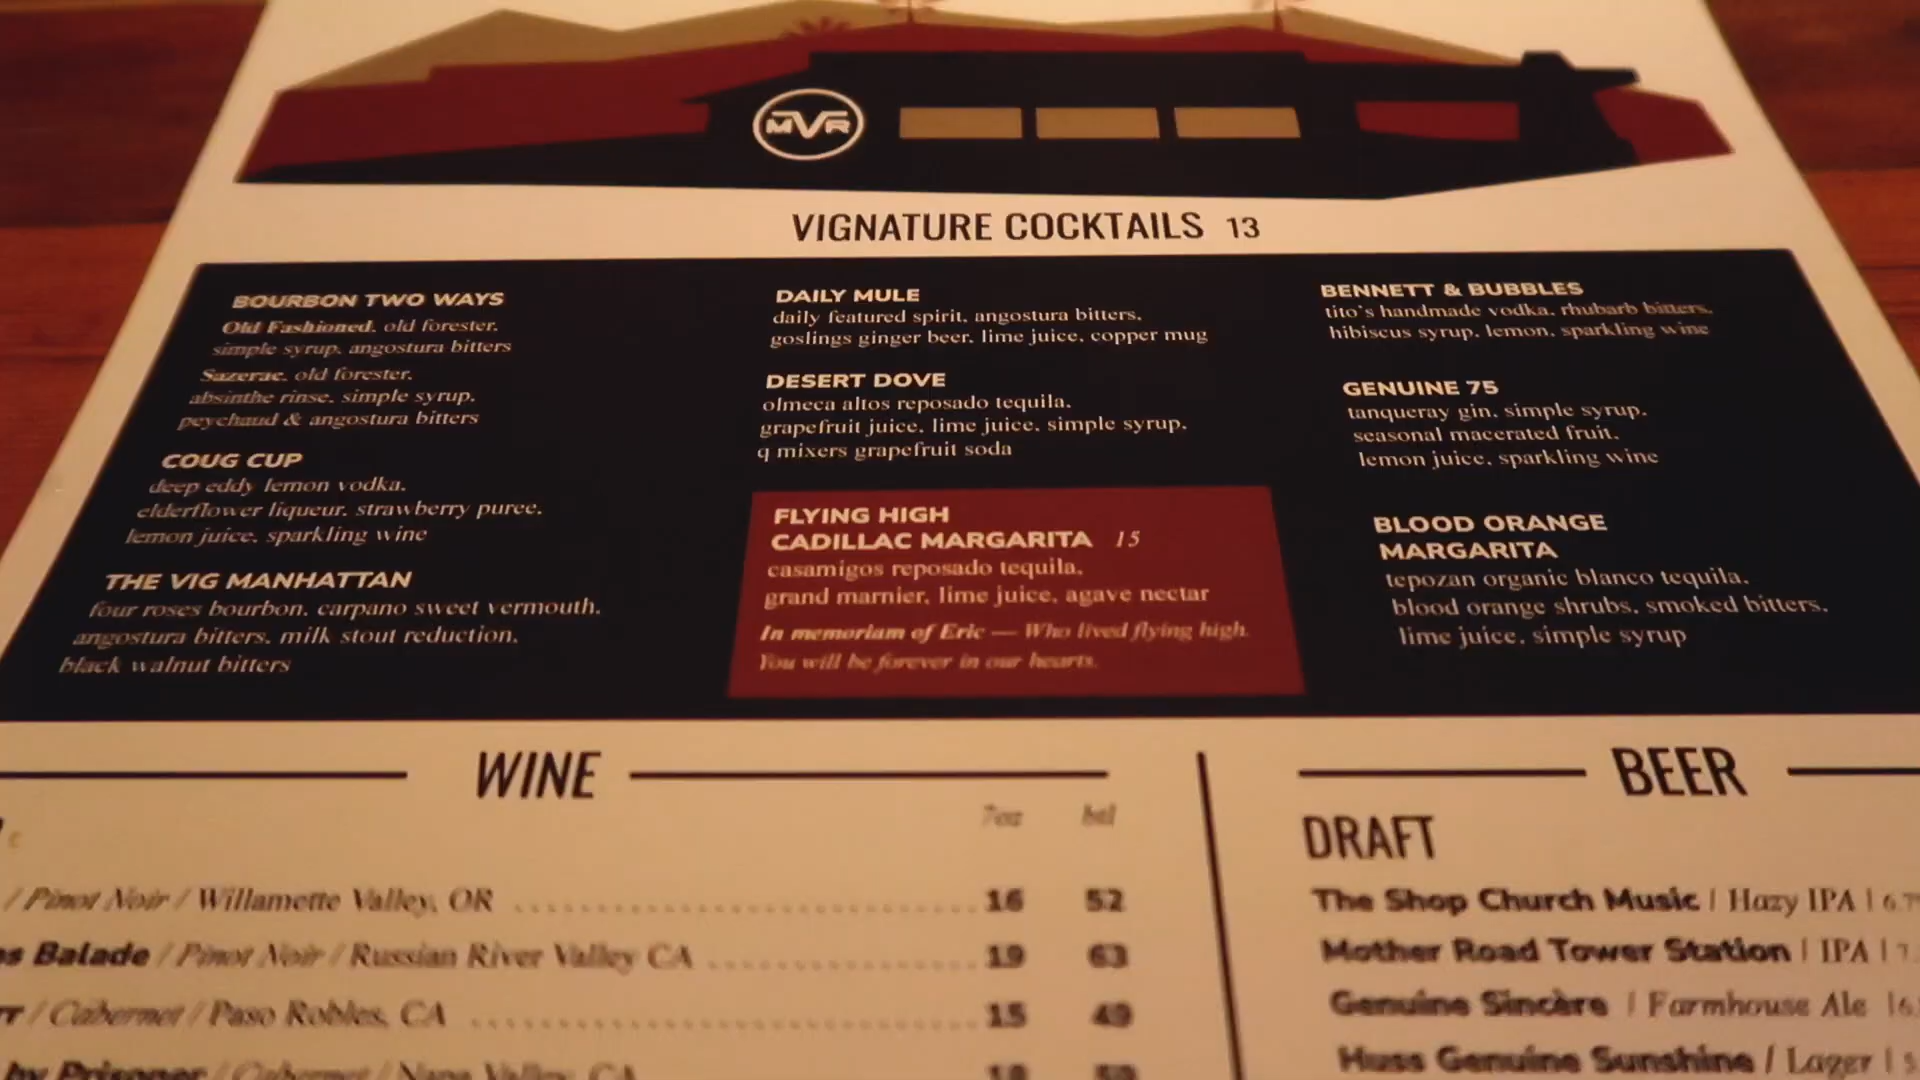 MVR
VIGNATURE COCKTAILS 13
BOURBON TWO WAYS
Old Fashioned, old forester,
simple syrup, angostura bitters
Sazerac, old forester,
absinthe rinse, simple syrup,
peychaud & angostura bitters
COUG CUP
deep eddy lemon vodka,
elderflower liqueur, strawberry puree,
lemon juice, sparkling wine
THE VIG MANHATTAN
four roses bourbon, carpano sweet vermouth,
angostura bitters, milk stout reduction,
black walnut bitters
DAILY MULE
daily featured spirit, angostura bitters,
goslings ginger beer, lime juice, copper mug
DESERT DOVE
olmeca altos reposado tequila,
grapefruit juice, lime juice, simple syrup,
q mixers grapefruit soda
FLYING HIGH
CADILLAC MARGARITA 15
casamigos reposado tequila,
grand marnier, lime juice, agave nectar
In memoriam of Eric — Who lived flying high.
You will be forever in our hearts.
BENNETT & BUBBLES
tito's handmade vodka, rhubarb bitters,
hibiscus syrup, lemon, sparkling wine
GENUINE 75
tanqueray gin, simple syrup,
seasonal macerated fruit,
lemon juice, sparkling wine
BLOOD ORANGE
MARGARITA
tepozan organic blanco tequila,
blood orange shrubs, smoked bitters,
lime juice, simple syrup
WINE
7oz btl
/ Pinot Noir / Willamette Valley, OR 16 52
Balade / Pinot Noir / Russian River Valley CA 19 63
/ Cabernet / Paso Robles, CA 15 49
by Prisoner / Cabernet / Napa Valley, CA 18 59
BEER
DRAFT
The Shop Church Music | Hazy IPA |
Mother Road Tower Station | IPA |
Genuine Sincère | Farmhouse Ale |
Huss Genuine Sunshine / Lager |